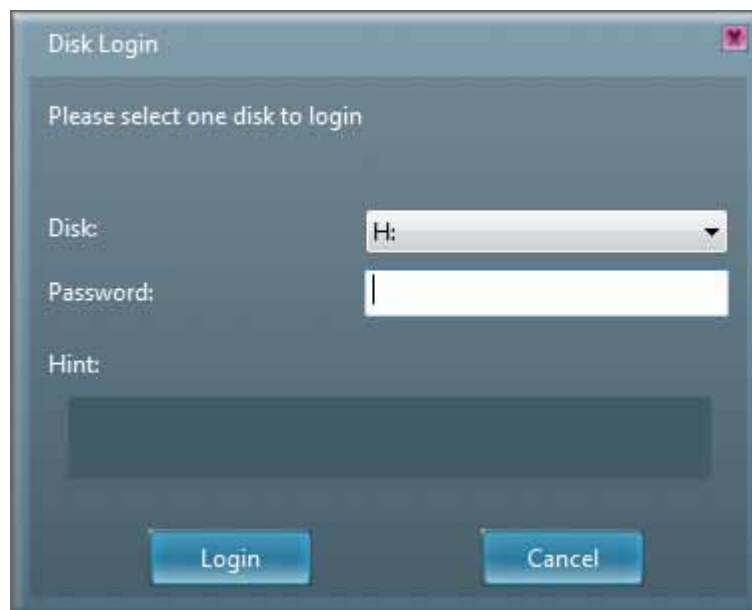 Disk Login
Please select one disk to login
Disk: H:
Password:
Hint:
Login Cancel